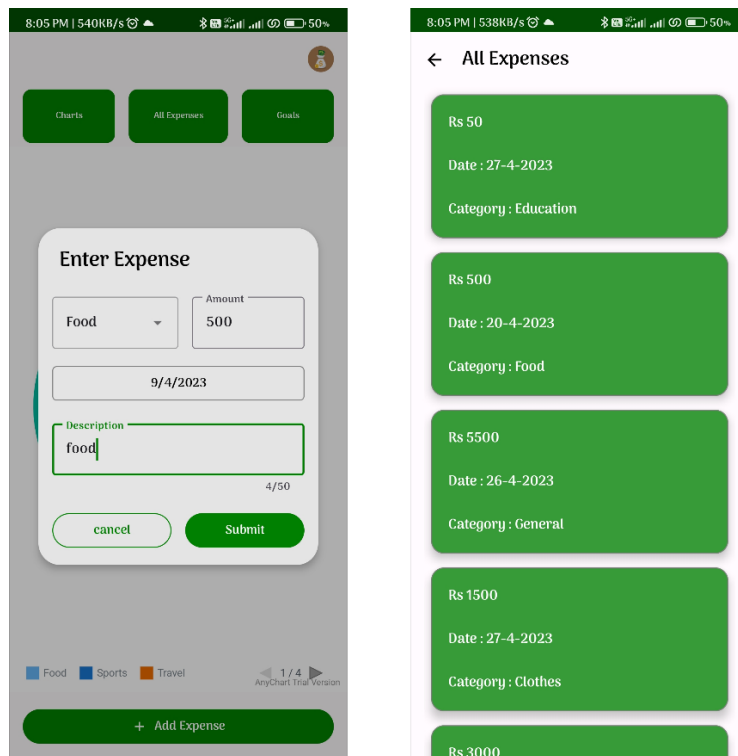 8:05 PM | 540KB/s
50%
Charts
All Expenses
Goals
Enter Expense
Food
Amount
500
9/4/2023
Description
food
4/50
cancel
Submit
Food
Sports
Travel
1 / 4
AnyChart Trial Version
+ Add Expense
8:05 PM | 538KB/s
50%
All Expenses
Rs 50
Date : 27-4-2023
Category : Education
Rs 500
Date : 20-4-2023
Category : Food
Rs 5500
Date : 26-4-2023
Category : General
Rs 1500
Date : 27-4-2023
Category : Clothes
Rs 3000